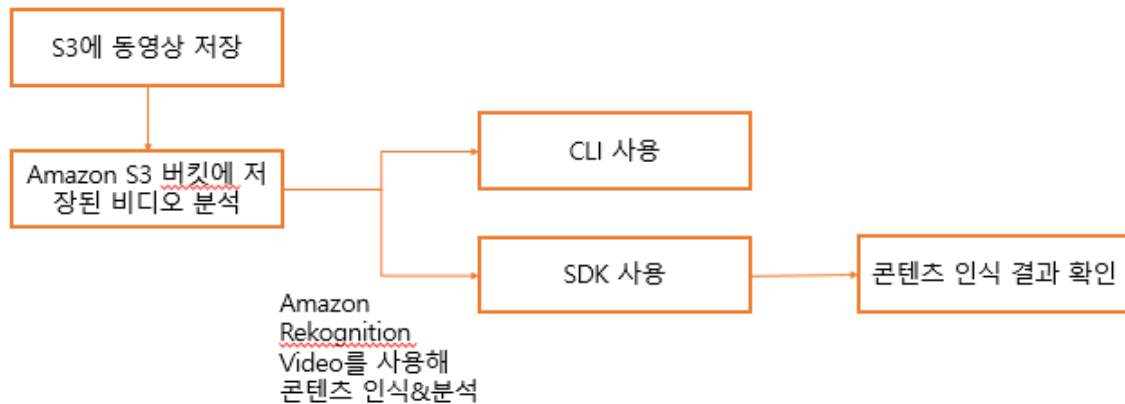 S3에 동영상 저장
Amazon S3 버킷에 저
장된 비디오 분석
CLI 사용
SDK 사용
콘텐츠 인식 결과 확인
Amazon
Rekognition
Video를 사용해
콘텐츠 인식&분석